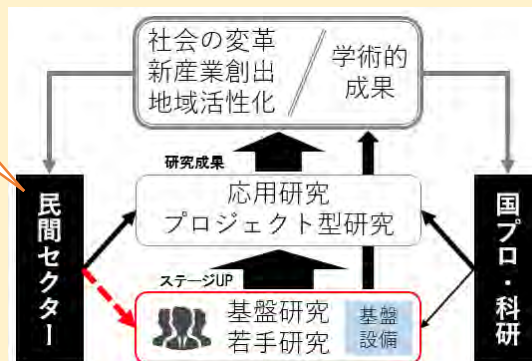 社会の変革
新産業創出
地域活性化
学術的
成果
研究成果
民間セクター
応用研究
プロジェクト型研究
国プロ・科研
ステージUP
基盤研究
若手研究
基盤
設備